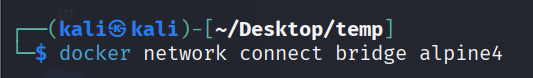 ┌──(kali㉿kali)-[~/Desktop/temp]
└─$ docker network connect bridge alpine4